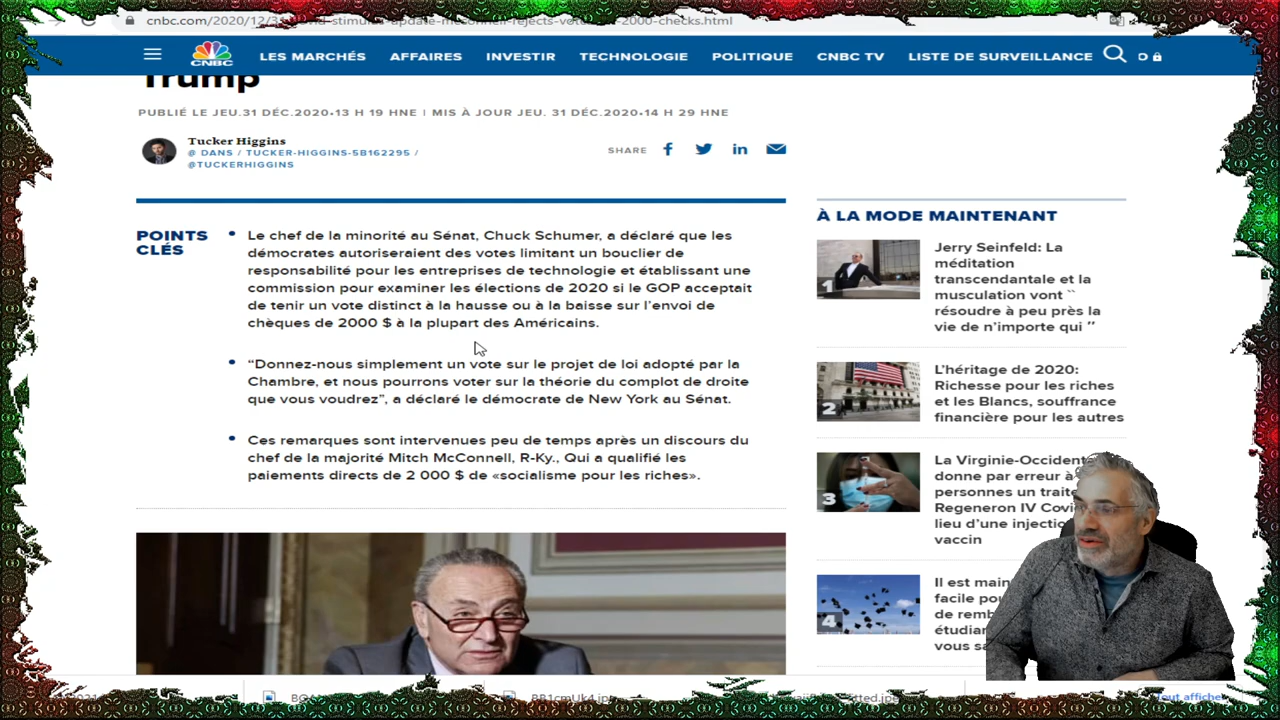 cnbc.com/2020/12/31/covid-stimulus-update-mcconnell-rejects-vote-on-2000-checks.html
CNBC
LES MARCHÉS
AFFAIRES
INVESTIR
TECHNOLOGIE
POLITIQUE
CNBC TV
LISTE DE SURVEILLANCE
Trump
PUBLIÉ LE JEU.31 DÉC.2020•13 H 19 HNE | MIS À JOUR JEU. 31 DÉC.2020•14 H 29 HNE
Tucker Higgins
@ DANS / TUCKER-HIGGINS-5B162295 /
@TUCKERHIGGINS
SHARE
POINTS
CLÉS
Le chef de la minorité au Sénat, Chuck Schumer, a déclaré que les
démocrates autoriseraient des votes limitant un bouclier de
responsabilité pour les entreprises de technologie et établissant une
commission pour examiner les élections de 2020 si le GOP acceptait
de tenir un vote distinct à la hausse ou à la baisse sur l'envoi de
chèques de 2000 $ à la plupart des Américains.
“Donnez-nous simplement un vote sur le projet de loi adopté par la
Chambre, et nous pourrons voter sur la théorie du complot de droite
que vous voudrez”, a déclaré le démocrate de New York au Sénat.
Ces remarques sont intervenues peu de temps après un discours du
chef de la majorité Mitch McConnell, R-Ky., Qui a qualifié les
paiements directs de 2 000 $ de «socialisme pour les riches».
À LA MODE MAINTENANT
1
Jerry Seinfeld: La
méditation
transcendantale et la
musculation vont ``
résoudre à peu près la
vie de n'importe qui ″
2
L'héritage de 2020:
Richesse pour les riches
et les Blancs, souffrance
financière pour les autres
3
La Virginie-Occidentale
donne par erreur à
personnes un
Regeneron IV
lieu d'une
vaccin
4
Il est
facile
de
vous